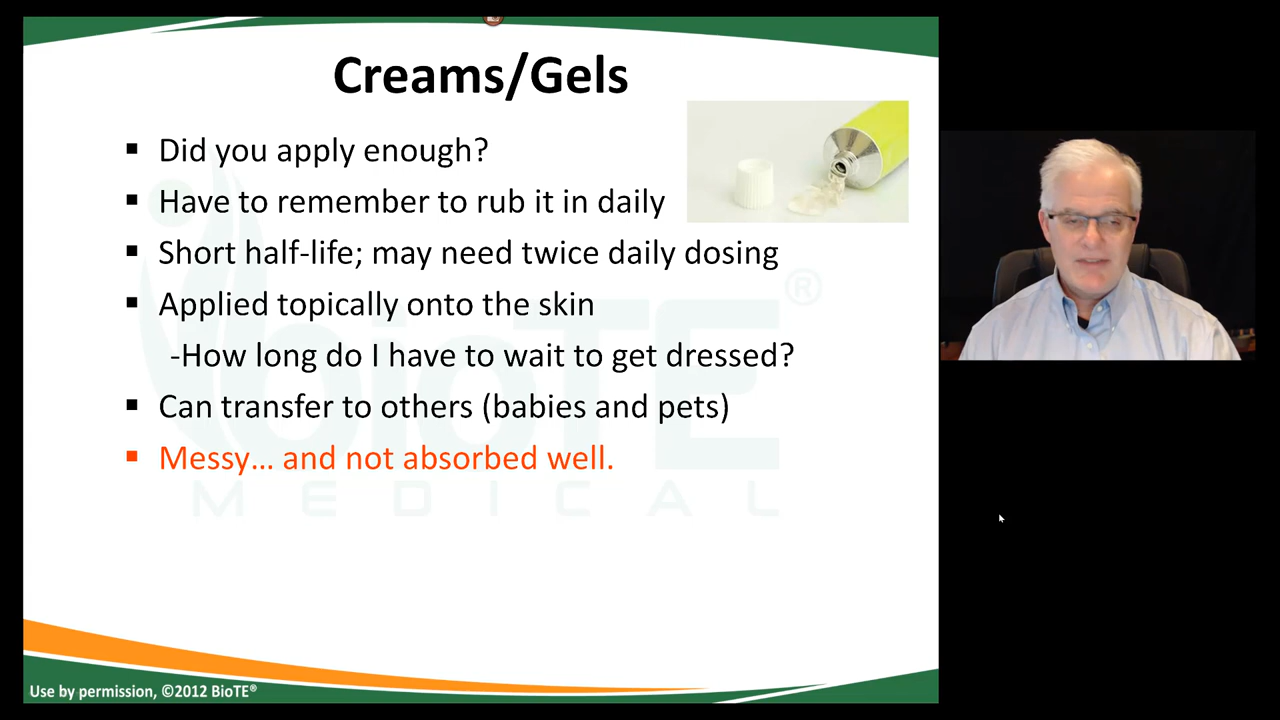 Creams/Gels
▪ Did you apply enough?
▪ Have to remember to rub it in daily
▪ Short half-life; may need twice daily dosing
▪ Applied topically onto the skin
-How long do I have to wait to get dressed?
▪ Can transfer to others (babies and pets)
▪ Messy… and not absorbed well.
bioTE®
MEDICAL
Use by permission, ©2012 BioTE®